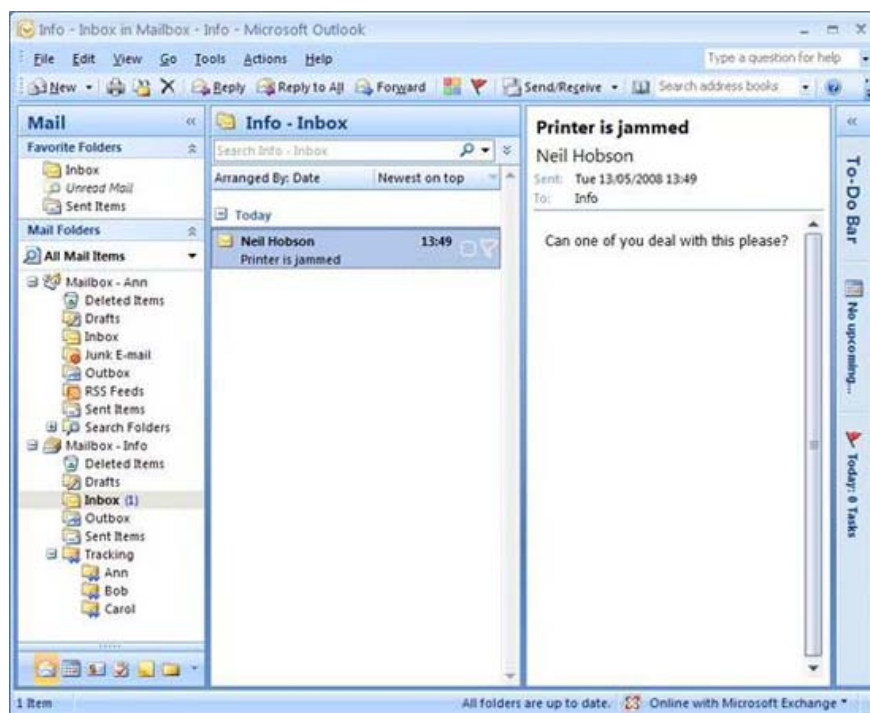 Info - Inbox in Mailbox - Info - Microsoft Outlook
File Edit View Go Tools Actions Help
Type a question for help
New Reply Reply to All Forward Send/Receive Search address books
Mail
Favorite Folders
Inbox
Unread Mail
Sent Items
Mail Folders
All Mail Items
Mailbox - Ann
Deleted Items
Drafts
Inbox
Junk E-mail
Outbox
RSS Feeds
Sent Items
Search Folders
Mailbox - Info
Deleted Items
Drafts
Inbox (1)
Outbox
Sent Items
Tracking
Ann
Bob
Carol
Info - Inbox
Search Info - Inbox
Arranged By: Date Newest on top
Today
Neil Hobson 13:49
Printer is jammed
Printer is jammed
Neil Hobson
Sent: Tue 13/05/2008 13:49
To: Info
Can one of you deal with this please?
To-Do Bar
No upcoming...
Today: 0 Tasks
1 Item
All folders are up to date. Online with Microsoft Exchange